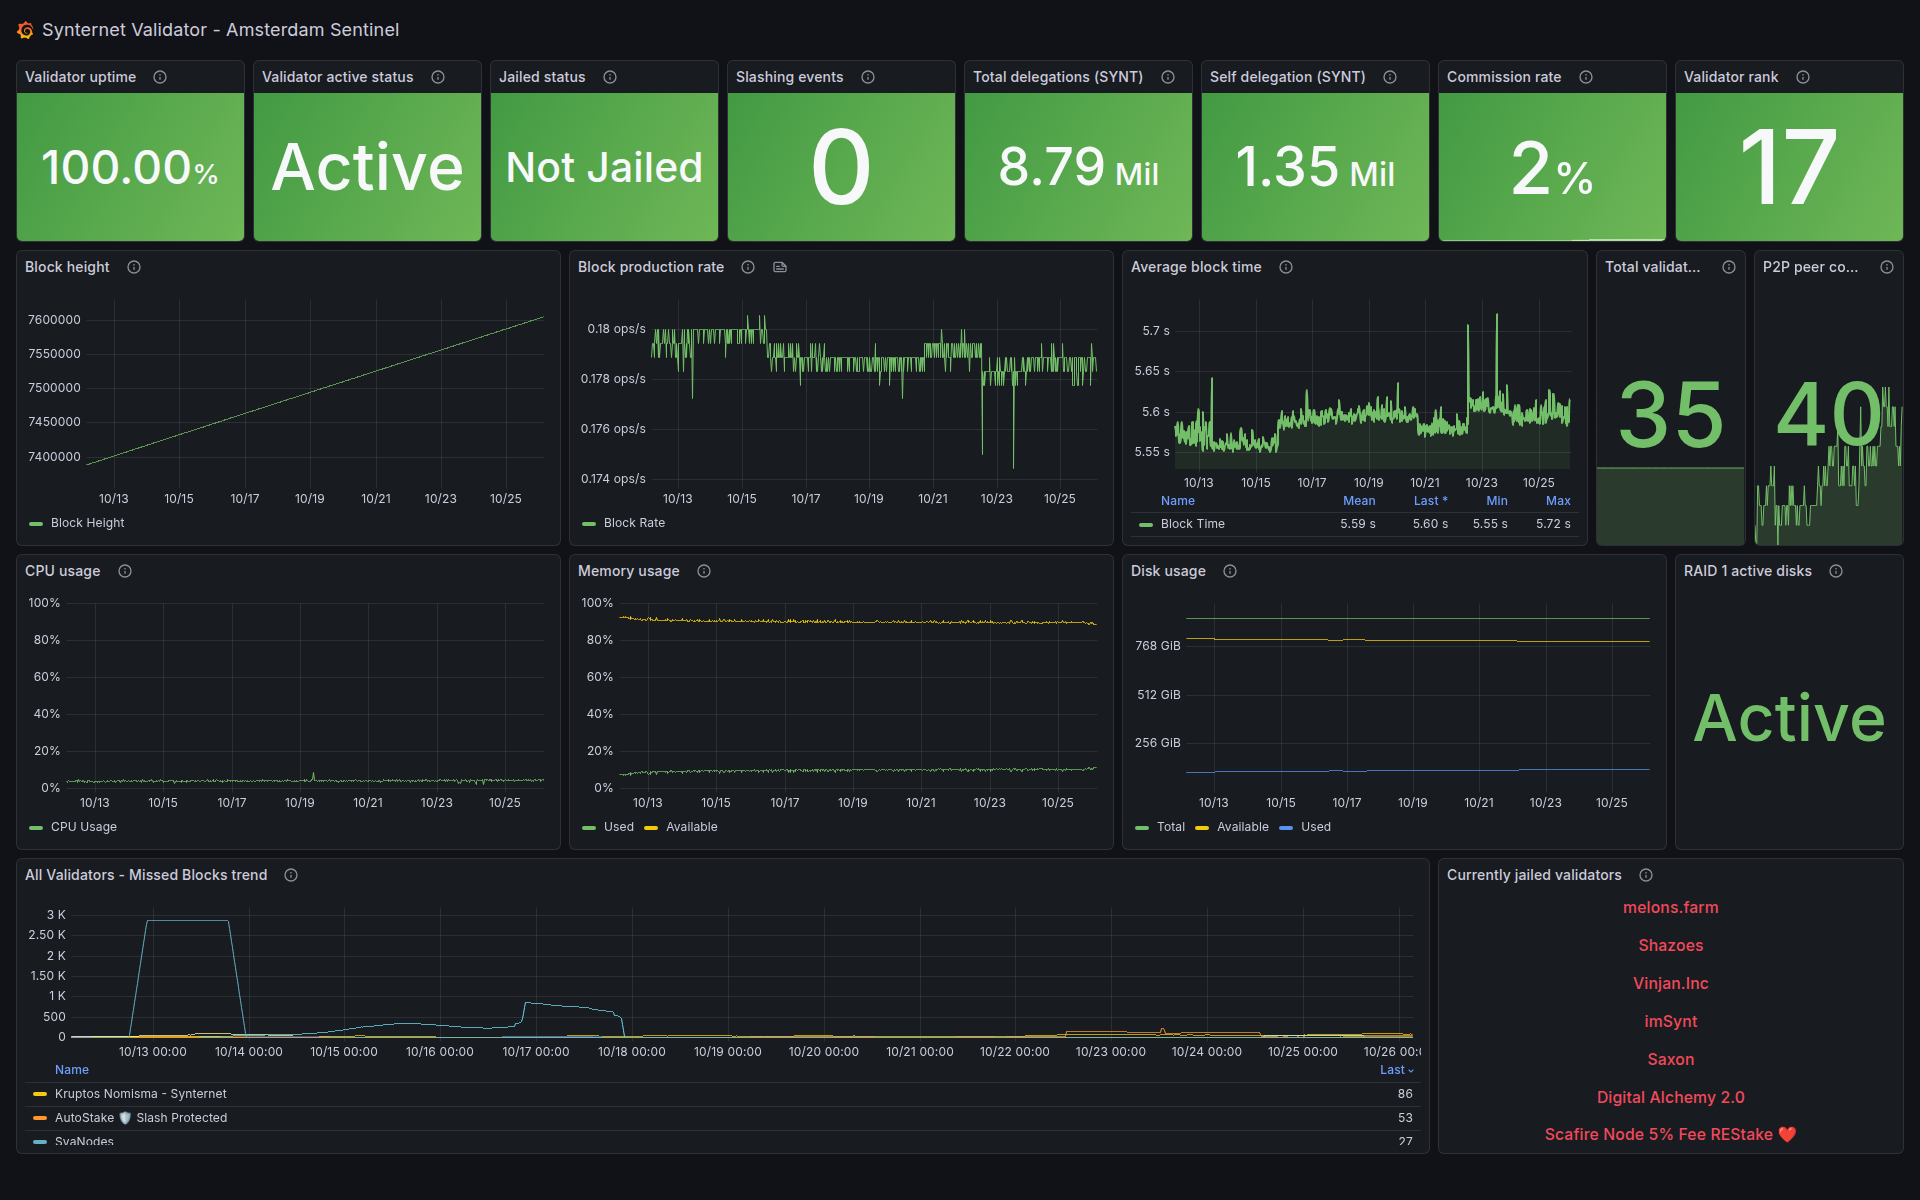 Synternet Validator - Amsterdam Sentinel
Validator uptime
Validator active status
Jailed status
Slashing events
Total delegations (SYNT)
Self delegation (SYNT)
Commission rate
Validator rank
100.00%
Active
Not Jailed
0
8.79 Mil
1.35 Mil
2%
17
Block height
7600000
7550000
7500000
7450000
7400000
10/13 10/15 10/17 10/19 10/21 10/23 10/25
Block Height
Block production rate
0.18 ops/s
0.178 ops/s
0.176 ops/s
0.174 ops/s
10/13 10/15 10/17 10/19 10/21 10/23 10/25
Block Rate
Average block time
5.7 s
5.65 s
5.6 s
5.55 s
10/13 10/15 10/17 10/19 10/21 10/23 10/25
Name Mean Last * Min Max
Block Time 5.59 s 5.60 s 5.55 s 5.72 s
Total validat...
35
P2P peer co...
40
CPU usage
100%
80%
60%
40%
20%
0%
10/13 10/15 10/17 10/19 10/21 10/23 10/25
CPU Usage
Memory usage
100%
80%
60%
40%
20%
0%
10/13 10/15 10/17 10/19 10/21 10/23 10/25
Used Available
Disk usage
768 GiB
512 GiB
256 GiB
10/13 10/15 10/17 10/19 10/21 10/23 10/25
Total Available Used
RAID 1 active disks
Active
All Validators - Missed Blocks trend
3 K
2.50 K
2 K
1.50 K
1 K
500
0
10/13 00:00 10/14 00:00 10/15 00:00 10/16 00:00 10/17 00:00 10/18 00:00 10/19 00:00 10/20 00:00 10/21 00:00 10/22 00:00 10/23 00:00 10/24 00:00 10/25 00:00 10/26 00:0
Name Last
Kruptos Nomisma - Synternet 86
AutoStake 🛡️ Slash Protected 53
SvaNodes 27
Currently jailed validators
melons.farm
Shazoes
Vinjan.Inc
imSynt
Saxon
Digital Alchemy 2.0
Scafire Node 5% Fee REStake ❤️